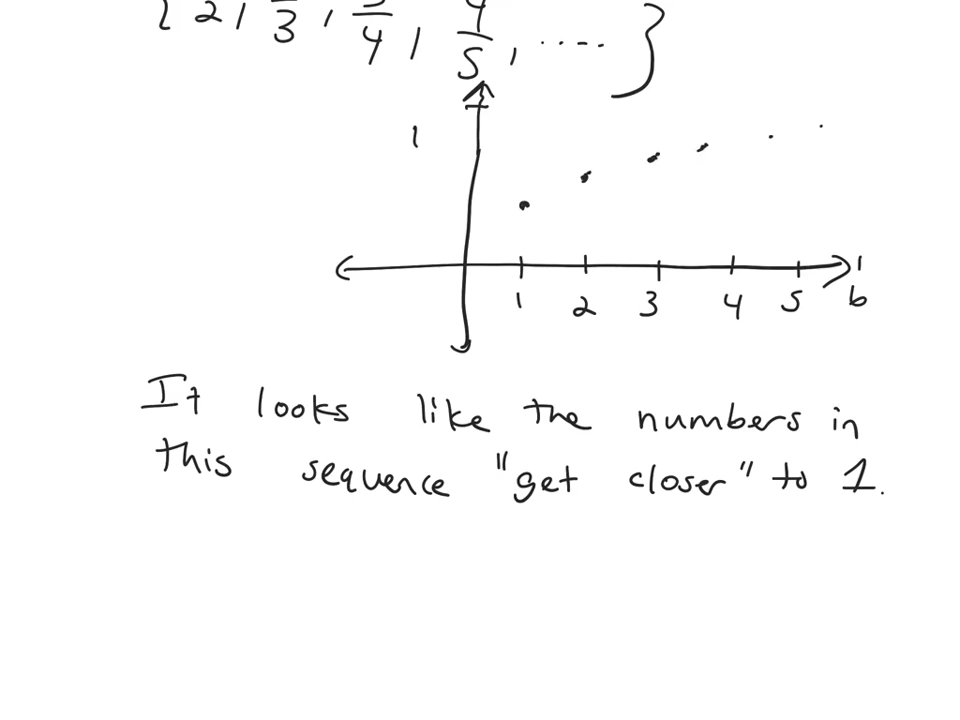 { 2, 3, 3/4, 4/5, ..... }
1
1 2 3 4 5 6
It looks like the numbers in
this sequence "get closer" to 1.